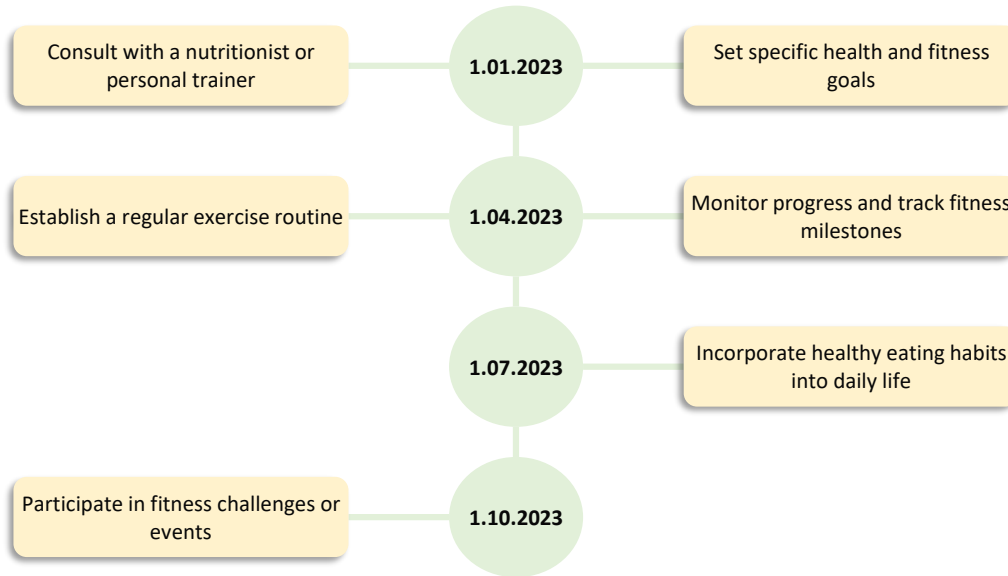 Consult with a nutritionist or
personal trainer
1.01.2023
Set specific health and fitness
goals
Establish a regular exercise routine
1.04.2023
Monitor progress and track fitness
milestones
1.07.2023
Incorporate healthy eating habits
into daily life
Participate in fitness challenges or
events
1.10.2023